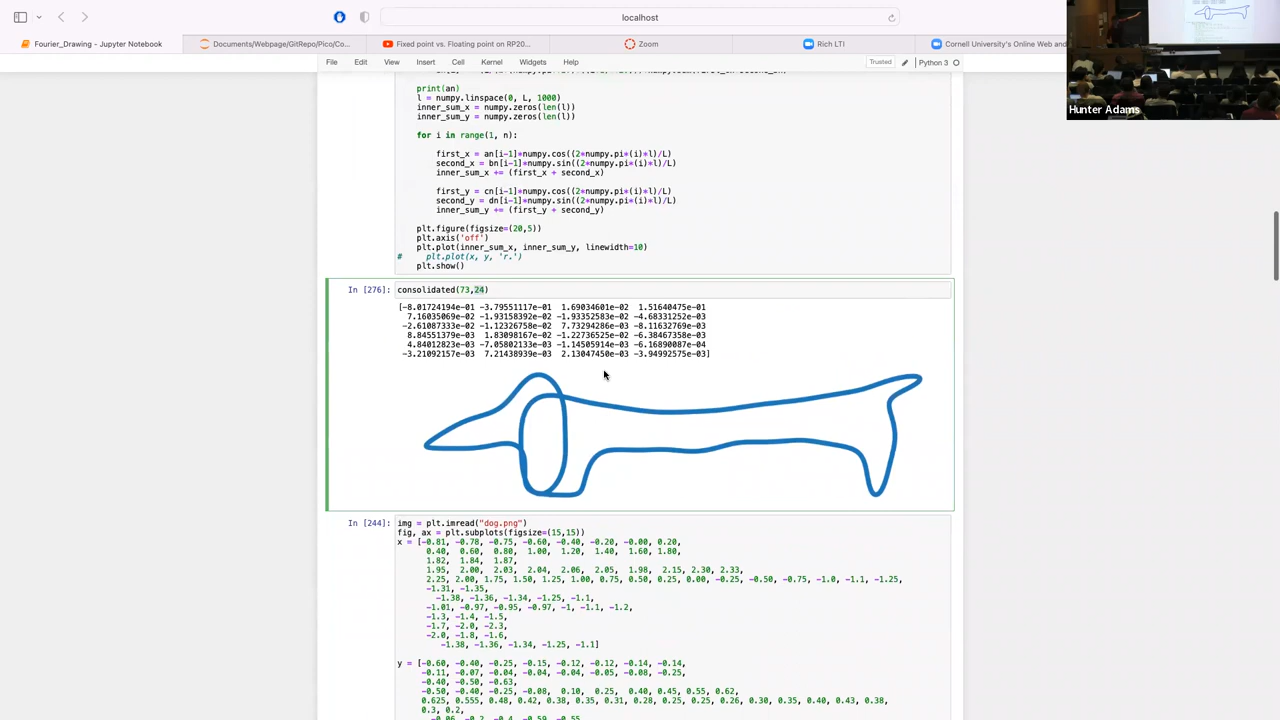 localhost
Fourier_Drawing - Jupyter Notebook
Documents/Webpage/GitRepo/Pico/Co...
Fixed point vs. Floating point on RP20...
Zoom
Rich LTI
Cornell University's Online Web and
Hunter Adams
File Edit View Insert Cell Kernel Widgets Help
Trusted
Python 3
print(an)
l = numpy.linspace(0, L, 1000)
inner_sum_x = numpy.zeros(len(l))
inner_sum_y = numpy.zeros(len(l))
for i in range(1, n):
first_x = an[i-1]*numpy.cos((2*numpy.pi*(i)*l)/L)
second_x = bn[i-1]*numpy.sin((2*numpy.pi*(i)*l)/L)
inner_sum_x += (first_x + second_x)
first_y = cn[i-1]*numpy.cos((2*numpy.pi*(i)*l)/L)
second_y = dn[i-1]*numpy.sin((2*numpy.pi*(i)*l)/L)
inner_sum_y += (first_y + second_y)
plt.figure(figsize=(20,5))
plt.axis('off')
plt.plot(inner_sum_x, inner_sum_y, linewidth=10)
# plt.plot(x, y, 'r.')
plt.show()
In [276]: consolidated(73,24)
[-8.01724194e-01 -3.79551117e-01 1.69034601e-02 1.51640475e-01
7.16035069e-02 -1.93158392e-02 -1.93352583e-02 -4.68331252e-03
-2.61087333e-02 -1.12326758e-02 7.73294286e-03 -8.11632769e-03
8.84551379e-03 1.83098167e-02 -1.22736525e-02 -6.38467358e-03
4.84012823e-03 -7.05802133e-03 -1.14505914e-03 -6.16890087e-04
-3.21092157e-03 7.21438939e-03 2.13047450e-03 -3.94992575e-03]
In [244]: img = plt.imread("dog.png")
fig, ax = plt.subplots(figsize=(15,15))
x = [-0.81, -0.78, -0.75, -0.60, -0.40, -0.20, -0.00, 0.20,
0.40, 0.60, 0.80, 1.00, 1.20, 1.40, 1.60, 1.80,
1.82, 1.84, 1.87,
1.95, 2.00, 2.03, 2.04, 2.06, 2.05, 1.98, 2.15, 2.30, 2.33,
2.25, 2.00, 1.75, 1.50, 1.25, 1.00, 0.75, 0.50, 0.25, 0.00, -0.25, -0.50, -0.75, -1.0, -1.1, -1.25,
-1.31, -1.35,
-1.38, -1.36, -1.34, -1.25, -1.1,
-1.01, -0.97, -0.95, -0.97, -1, -1.1, -1.2,
-1.3, -1.4, -1.5,
-1.7, -2.0, -2.3,
-2.0, -1.8, -1.6,
-1.38, -1.36, -1.34, -1.25, -1.1]
y = [-0.60, -0.40, -0.25, -0.15, -0.12, -0.12, -0.14, -0.14,
-0.11, -0.07, -0.04, -0.04, -0.04, -0.05, -0.08, -0.25,
-0.40, -0.50, -0.63,
-0.50, -0.40, -0.25, -0.08, 0.10, 0.25, 0.40, 0.45, 0.55, 0.62,
0.625, 0.555, 0.48, 0.42, 0.38, 0.35, 0.31, 0.28, 0.25, 0.25, 0.26, 0.30, 0.35, 0.40, 0.43, 0.38,
0.3, 0.2,